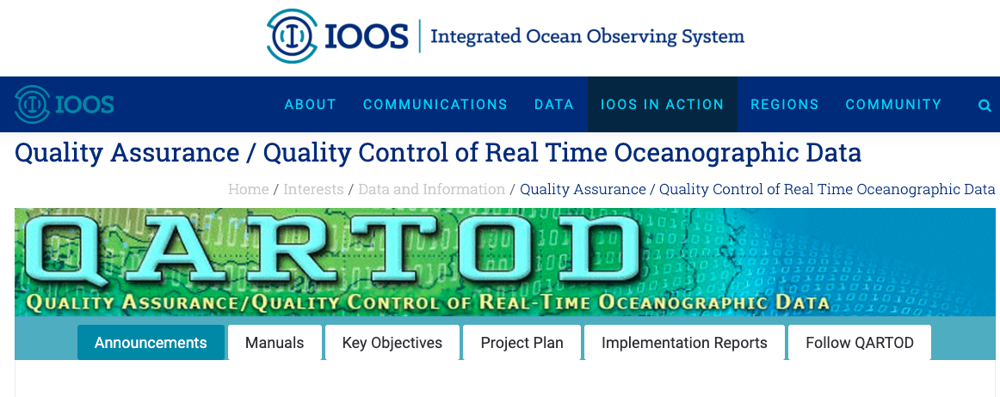 IOOS | Integrated Ocean Observing System
IOOS ABOUT COMMUNICATIONS DATA IOOS IN ACTION REGIONS COMMUNITY
Quality Assurance / Quality Control of Real Time Oceanographic Data
Home / Interests / Data and Information / Quality Assurance / Quality Control of Real Time Oceanographic Data
QARTOD
Quality Assurance/Quality Control of Real-Time Oceanographic Data
Announcements Manuals Key Objectives Project Plan Implementation Reports Follow QARTOD